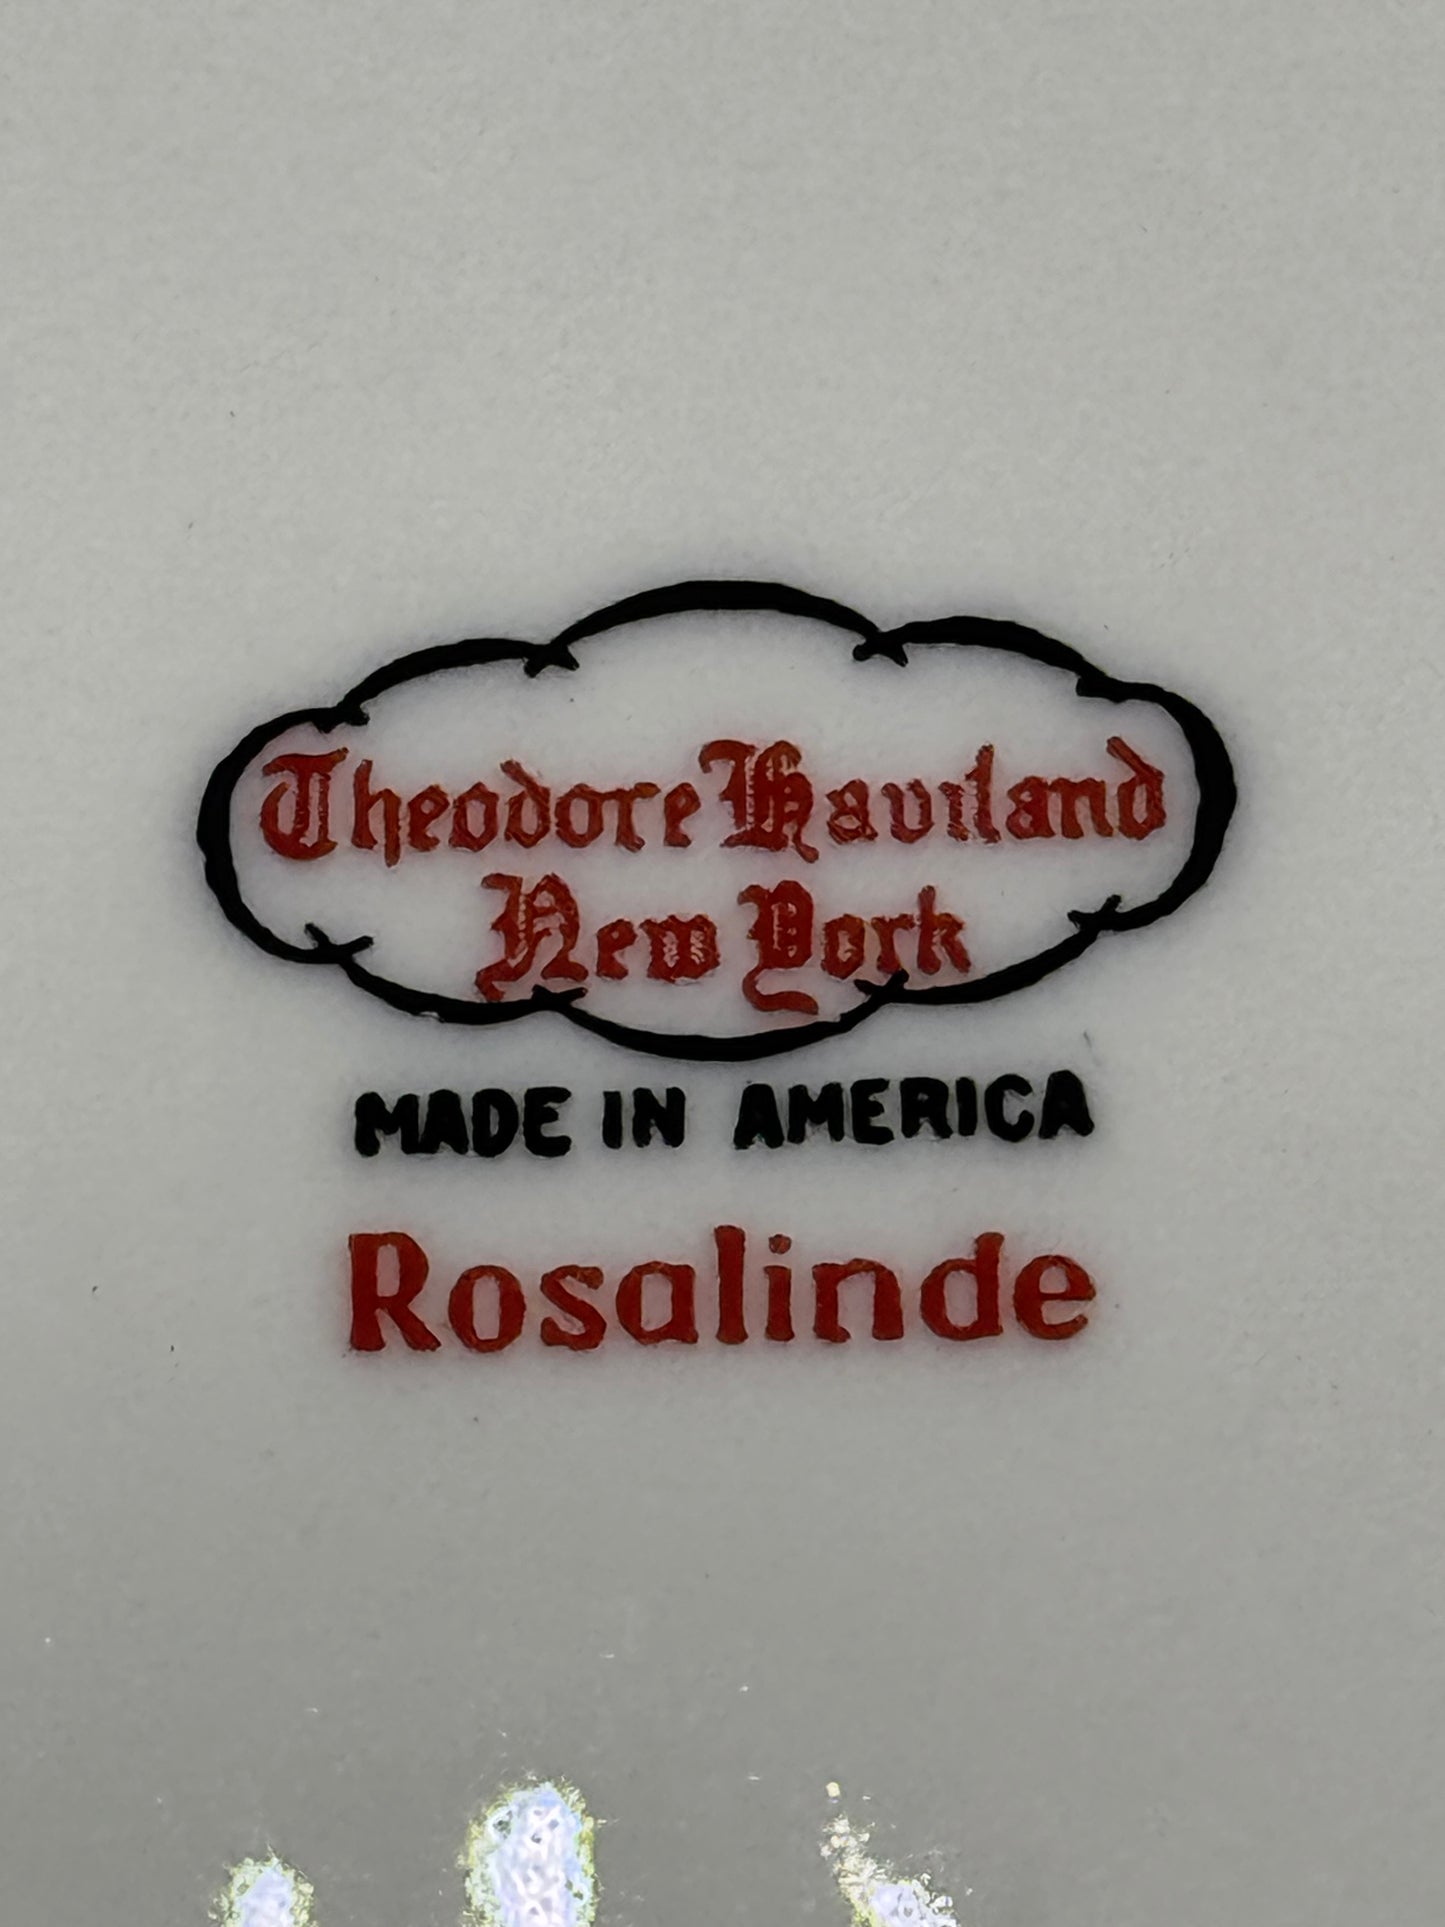 Theodore Haviland
New York
MADE IN AMERICA
Rosalinde